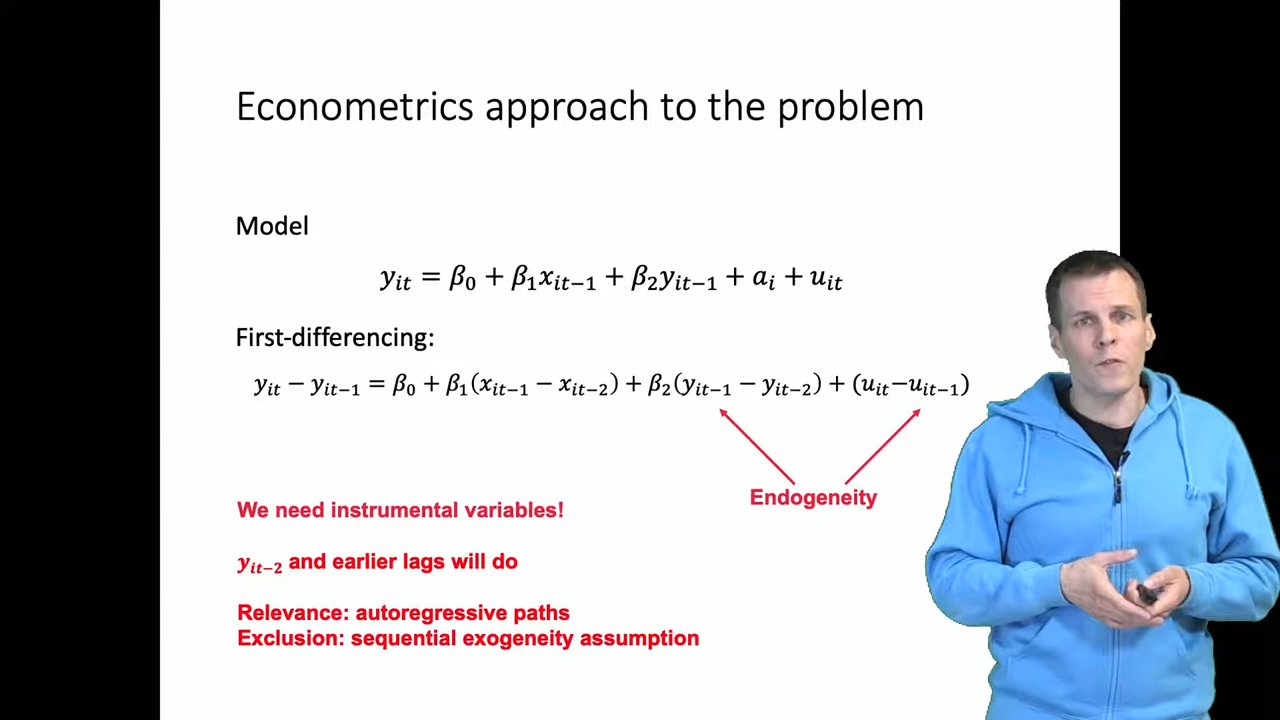 Econometrics approach to the problem
Model
yᵢₜ = β₀ + β₁xᵢₜ₋₁ + β₂yᵢₜ₋₁ + aᵢ + uᵢₜ
First-differencing:
yᵢₜ − yᵢₜ₋₁ = β₀ + β₁(xᵢₜ₋₁ − xᵢₜ₋₂) + β₂(yᵢₜ₋₁ − yᵢₜ₋₂) + (uᵢₜ−uᵢₜ₋₁)
Endogeneity
We need instrumental variables!
yᵢₜ₋₂ and earlier lags will do
Relevance: autoregressive paths
Exclusion: sequential exogeneity assumption